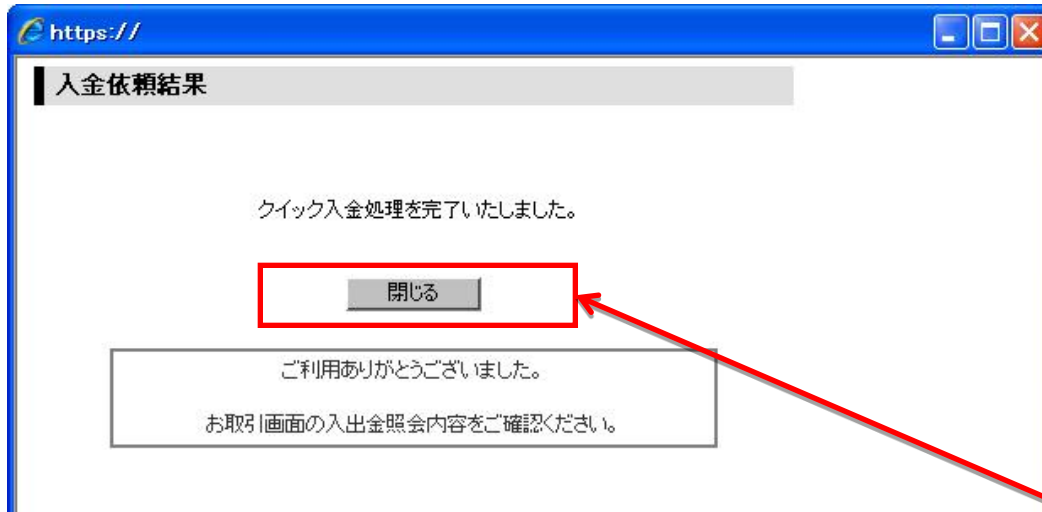 https://
入金依頼結果
クイック入金処理を完了いたしました。
閉じる
ご利用ありがとうございました。
お取引画面の入出金照会内容をご確認ください。